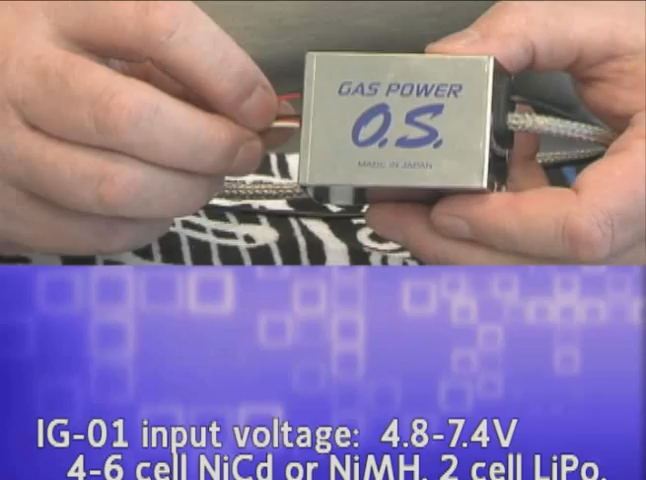 GAS POWER
O.S.
MADE IN JAPAN
IG-01 input voltage: 4.8-7.4V
4-6 cell NiCd or NiMH, 2 cell LiPo.